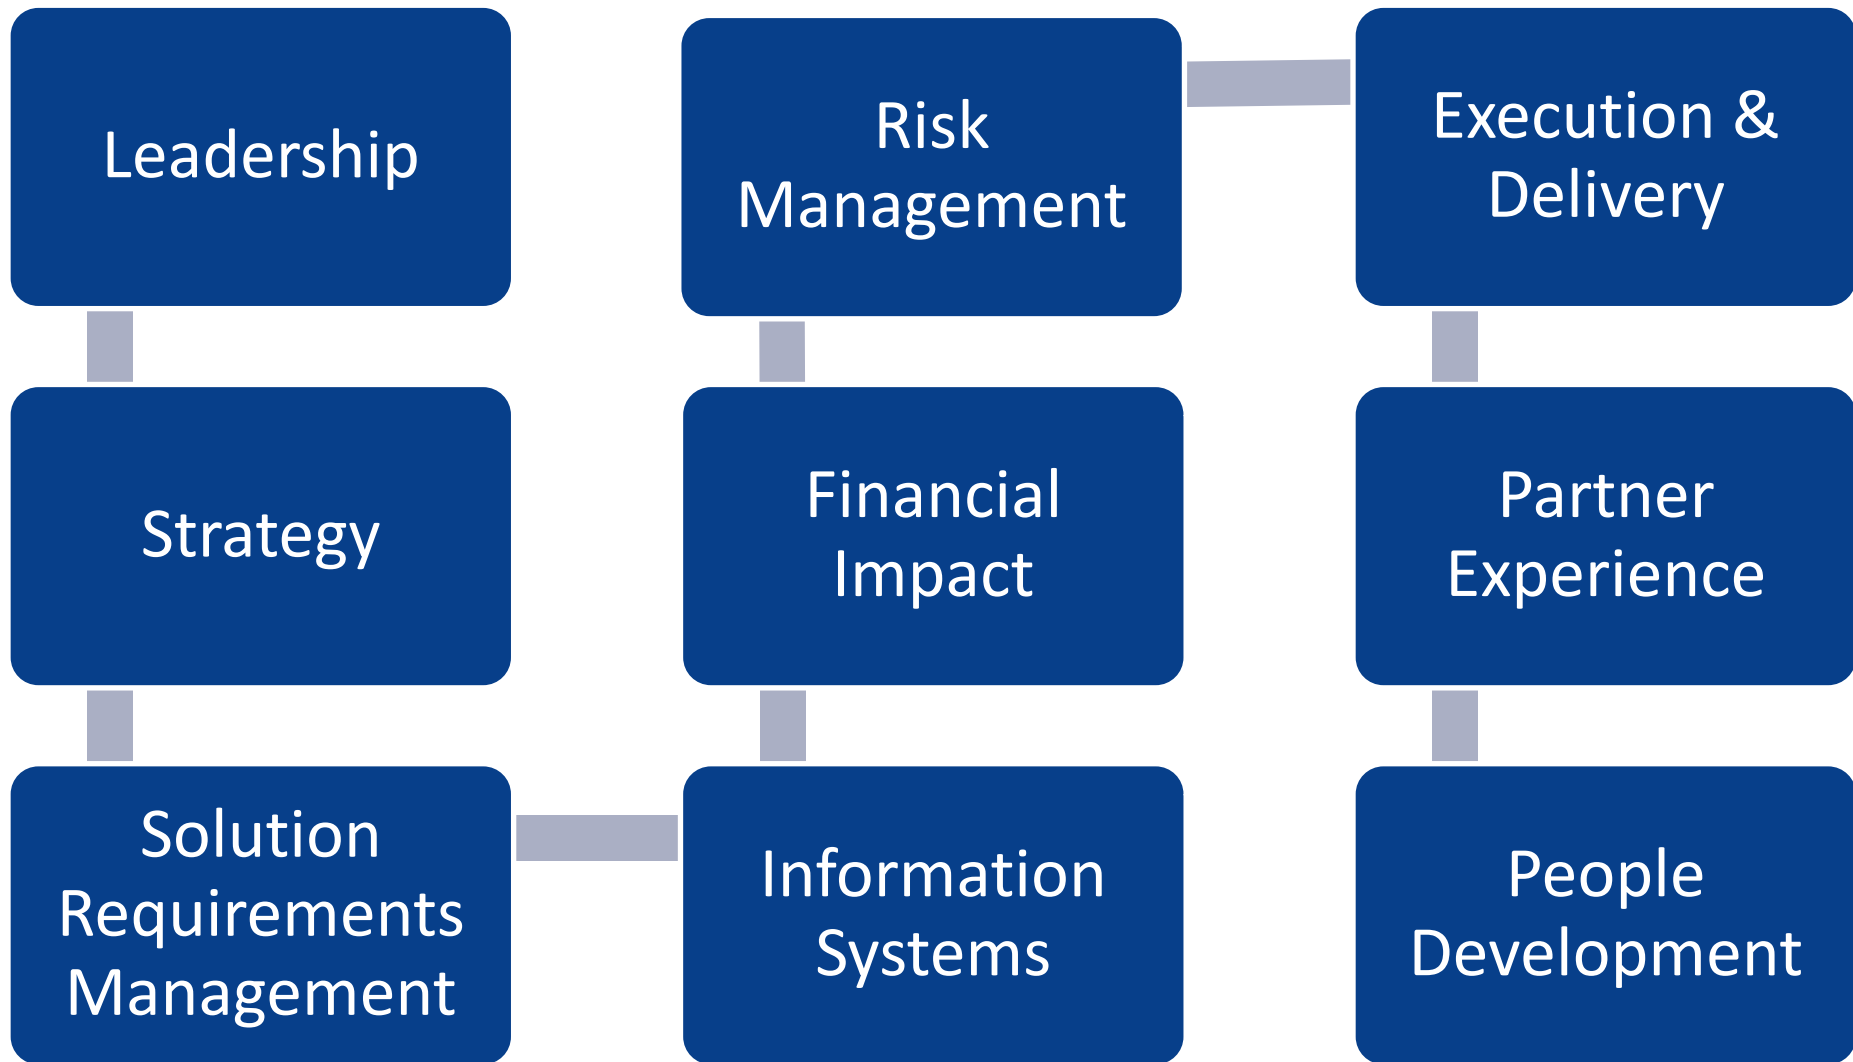 Leadership
Strategy
Solution
Requirements
Management
Information
Systems
Financial
Impact
Risk
Management
Execution &
Delivery
Partner
Experience
People
Development